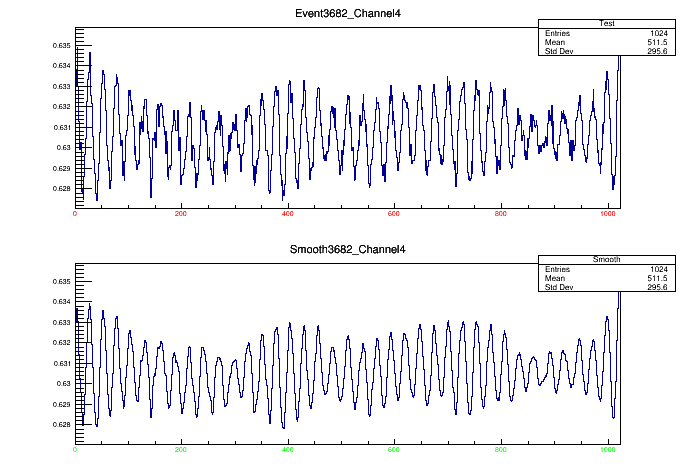 Event3682_Channel4
Test
Entries 1024
Mean 511.5
Std Dev 295.6
0.635
0.634
0.633
0.632
0.631
0.63
0.629
0.628
0 200 400 600 800 1000
Smooth3682_Channel4
Smooth
Entries 1024
Mean 511.5
Std Dev 295.6
0.635
0.634
0.633
0.632
0.631
0.63
0.629
0.628
0 200 400 600 800 1000